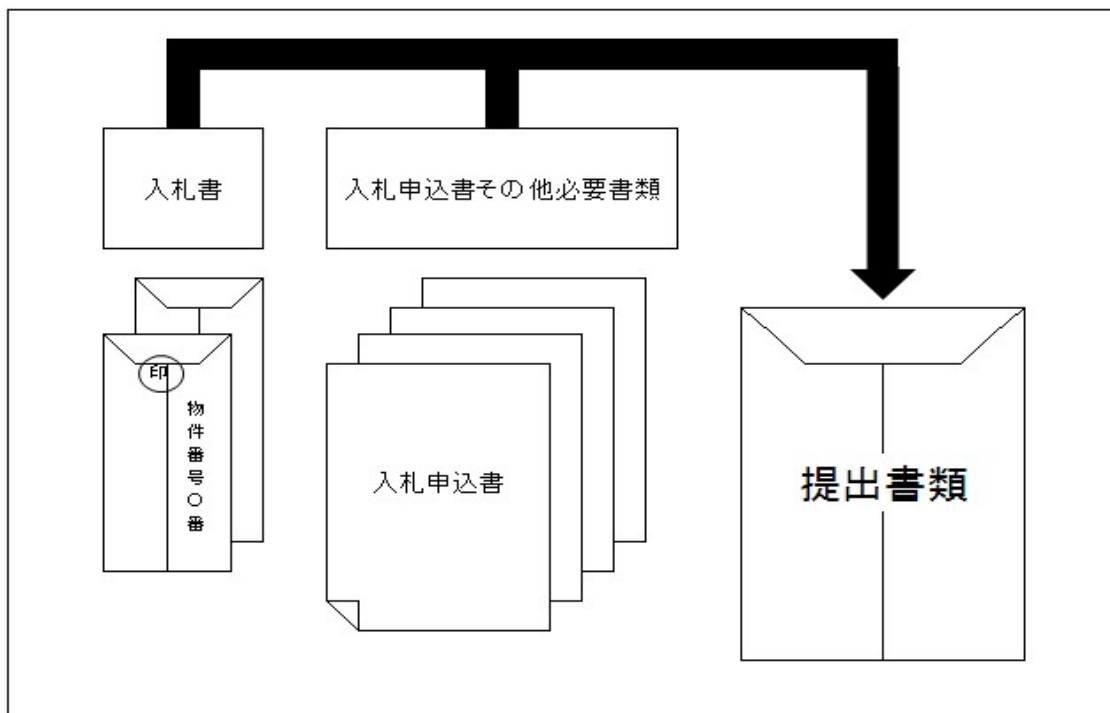 入札書
入札申込書その他必要書類
印
物件番号〇番
入札申込書
提出書類